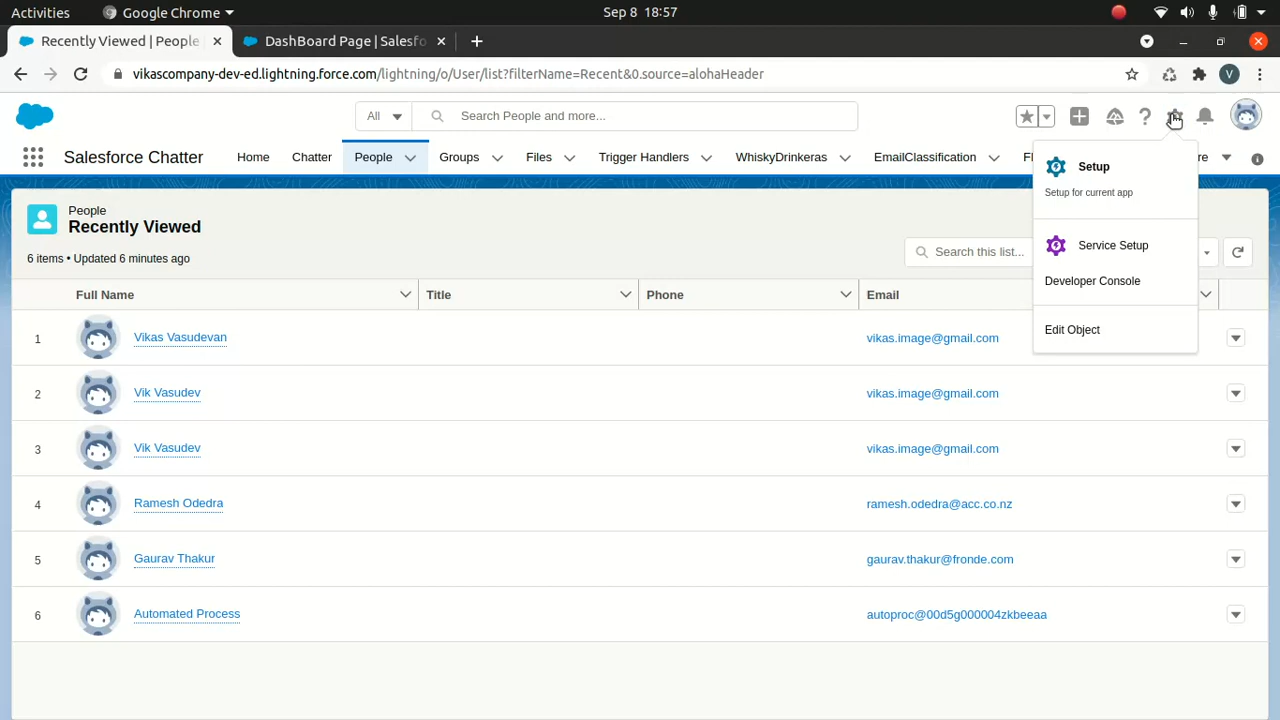 Activities
Google Chrome
Sep 8 18:57
Recently Viewed | People
DashBoard Page | Salesfo
vikascompany-dev-ed.lightning.force.com/lightning/o/User/list?filterName=Recent&0.source=alohaHeader
V
All
Search People and more...
Salesforce Chatter
Home
Chatter
People
Groups
Files
Trigger Handlers
WhiskyDrinkeras
EmailClassification
Fl
re
Setup
Setup for current app
Service Setup
Developer Console
Edit Object
People
Recently Viewed
6 items • Updated 6 minutes ago
Search this list...
Full Name
Title
Phone
Email
1 Vikas Vasudevan vikas.image@gmail.com
2 Vik Vasudev vikas.image@gmail.com
3 Vik Vasudev vikas.image@gmail.com
4 Ramesh Odedra ramesh.odedra@acc.co.nz
5 Gaurav Thakur gaurav.thakur@fronde.com
6 Automated Process autoproc@00d5g000004zkbeeaa